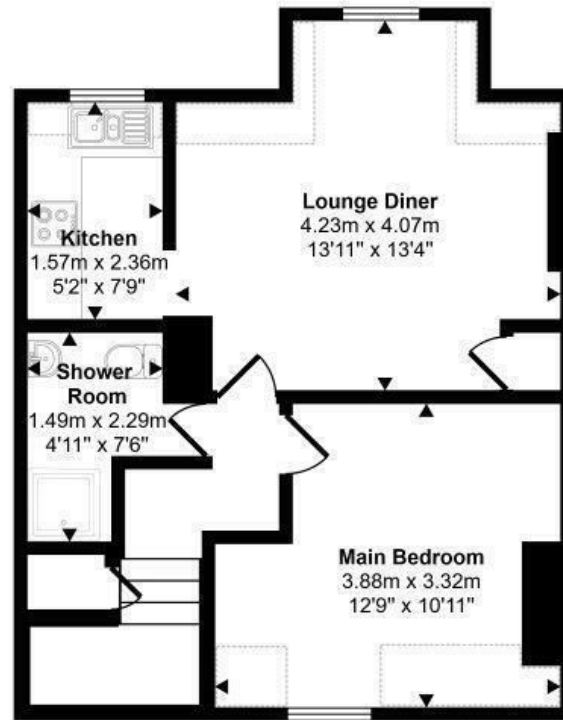 Lounge Diner
4.23m x 4.07m
13'11" x 13'4"
Kitchen
1.57m x 2.36m
5'2" x 7'9"
Shower
Room
1.49m x 2.29m
4'11" x 7'6"
Main Bedroom
3.88m x 3.32m
12'9" x 10'11"